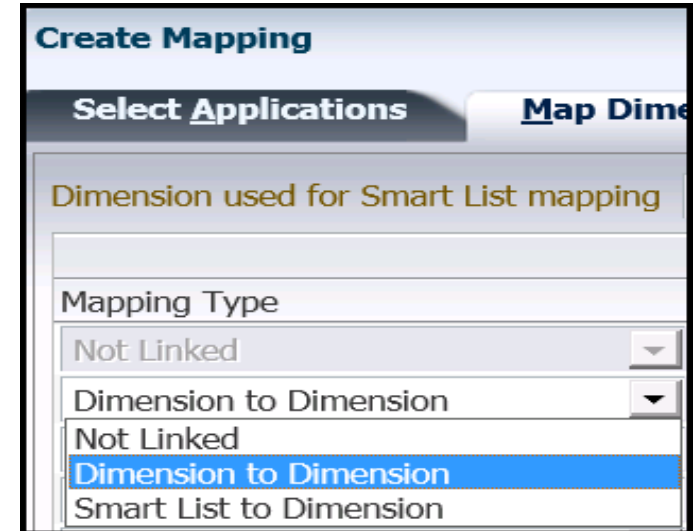 Create Mapping
Select Applications Map
Dimension used for Smart List mapping
Mapping Type
Not Linked
Dimension to Dimension
Not Linked
Dimension to Dimension
Smart List to Dimension